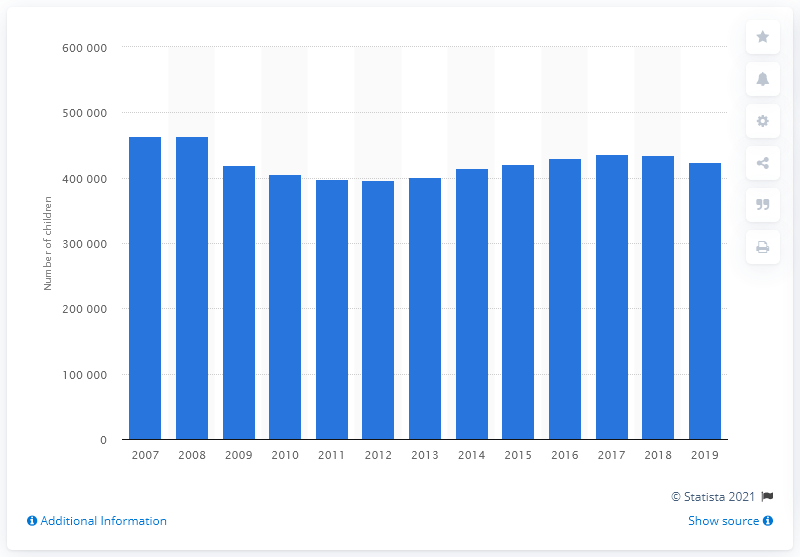 600 000
500 000
400 000
300 000
200 000
100 000
0
Number of children
2007 2008 2009 2010 2011 2012 2013 2014 2015 2016 2017 2018 2019
© Statista 2021
Additional Information
Show source